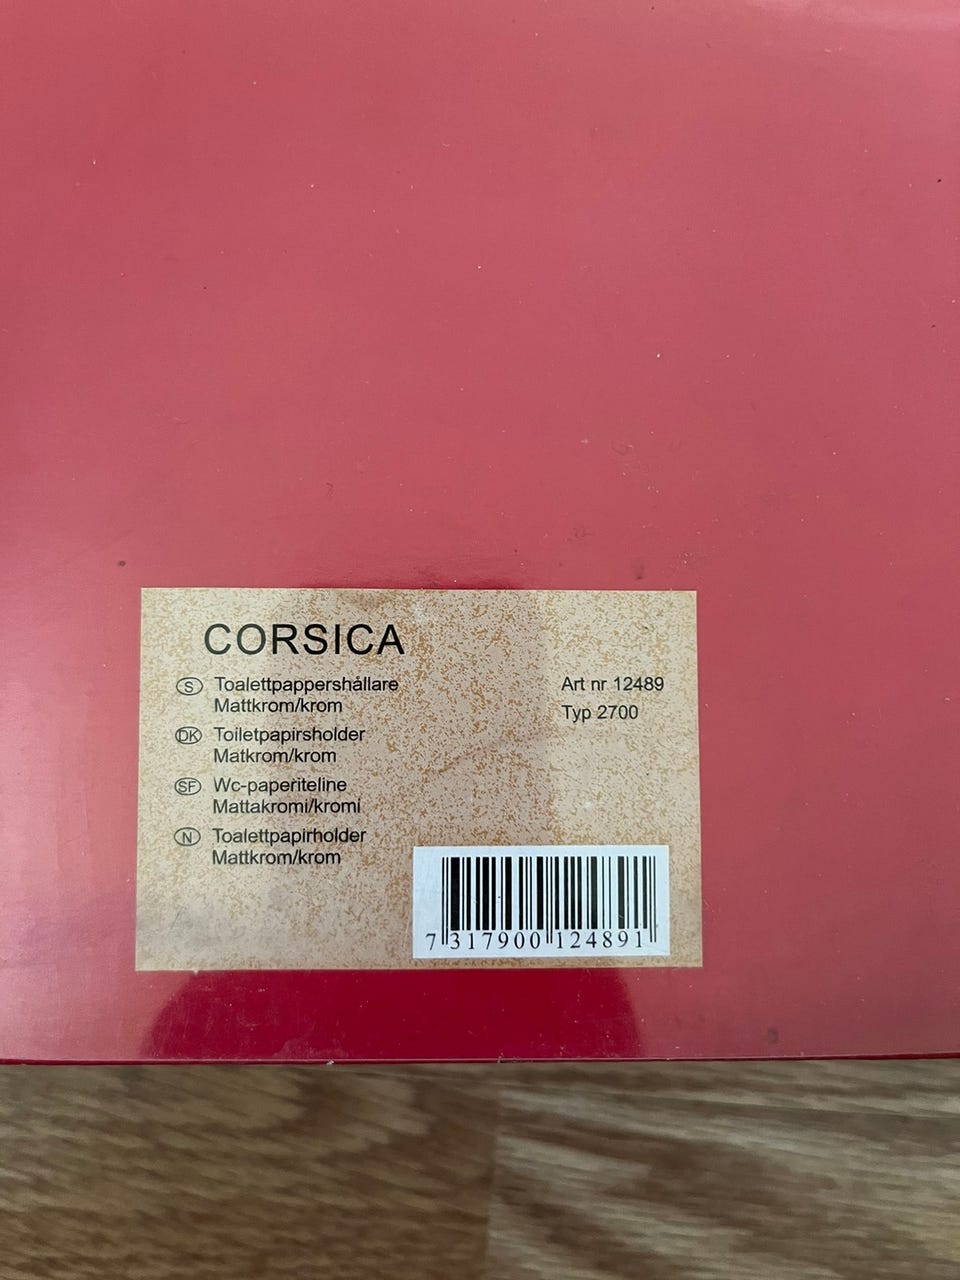 CORSICA
S Toalettpappershållare
Mattkrom/krom
DK Toiletpapirsholder
Matkrom/krom
SF Wc-paperiteline
Mattakromi/kromi
N Toalettpapirholder
Mattkrom/krom
Art nr 12489
Typ 2700
7 317900 124891